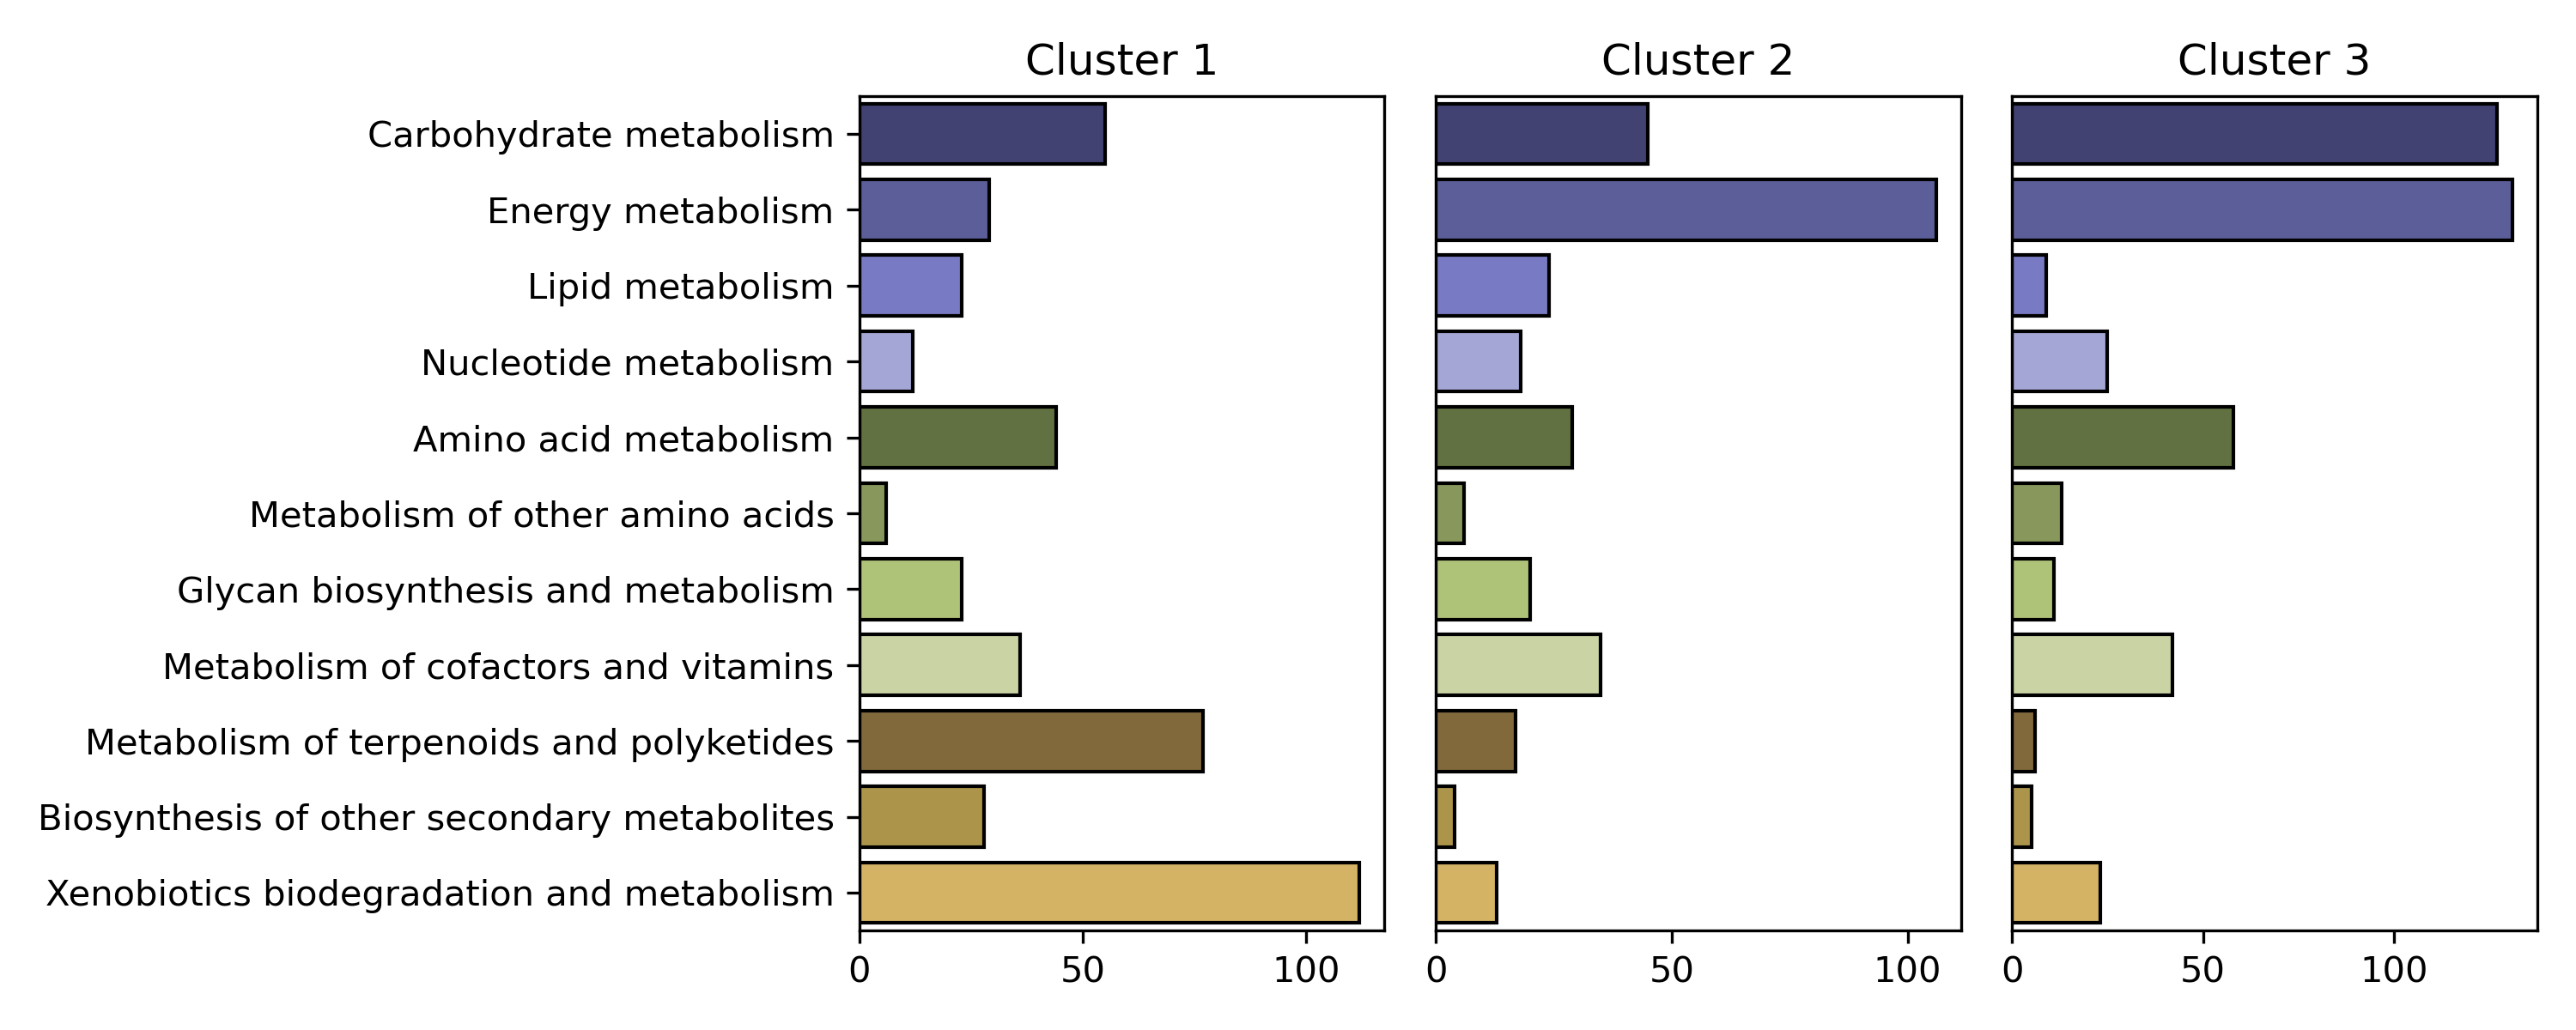 Cluster 1
Cluster 2
Cluster 3
Carbohydrate metabolism
Energy metabolism
Lipid metabolism
Nucleotide metabolism
Amino acid metabolism
Metabolism of other amino acids
Glycan biosynthesis and metabolism
Metabolism of cofactors and vitamins
Metabolism of terpenoids and polyketides
Biosynthesis of other secondary metabolites
Xenobiotics biodegradation and metabolism
0 50 100
0 50 100
0 50 100